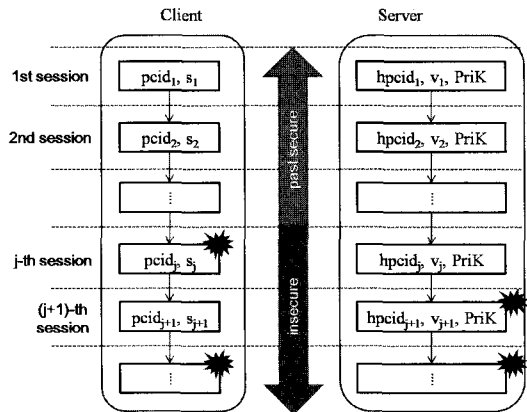 Client
Server
1st session
pcid1, s1
hpcid1, v1, PriK
2nd session
pcid2, s2
hpcid2, v2, PriK
past secure
⋮
⋮
j-th session
pcidj, sj
hpcidj, vj, PriK
insecure
(j+1)-th
session
pcidj+1, sj+1
hpcidj+1, vj+1, PriK
⋮
⋮